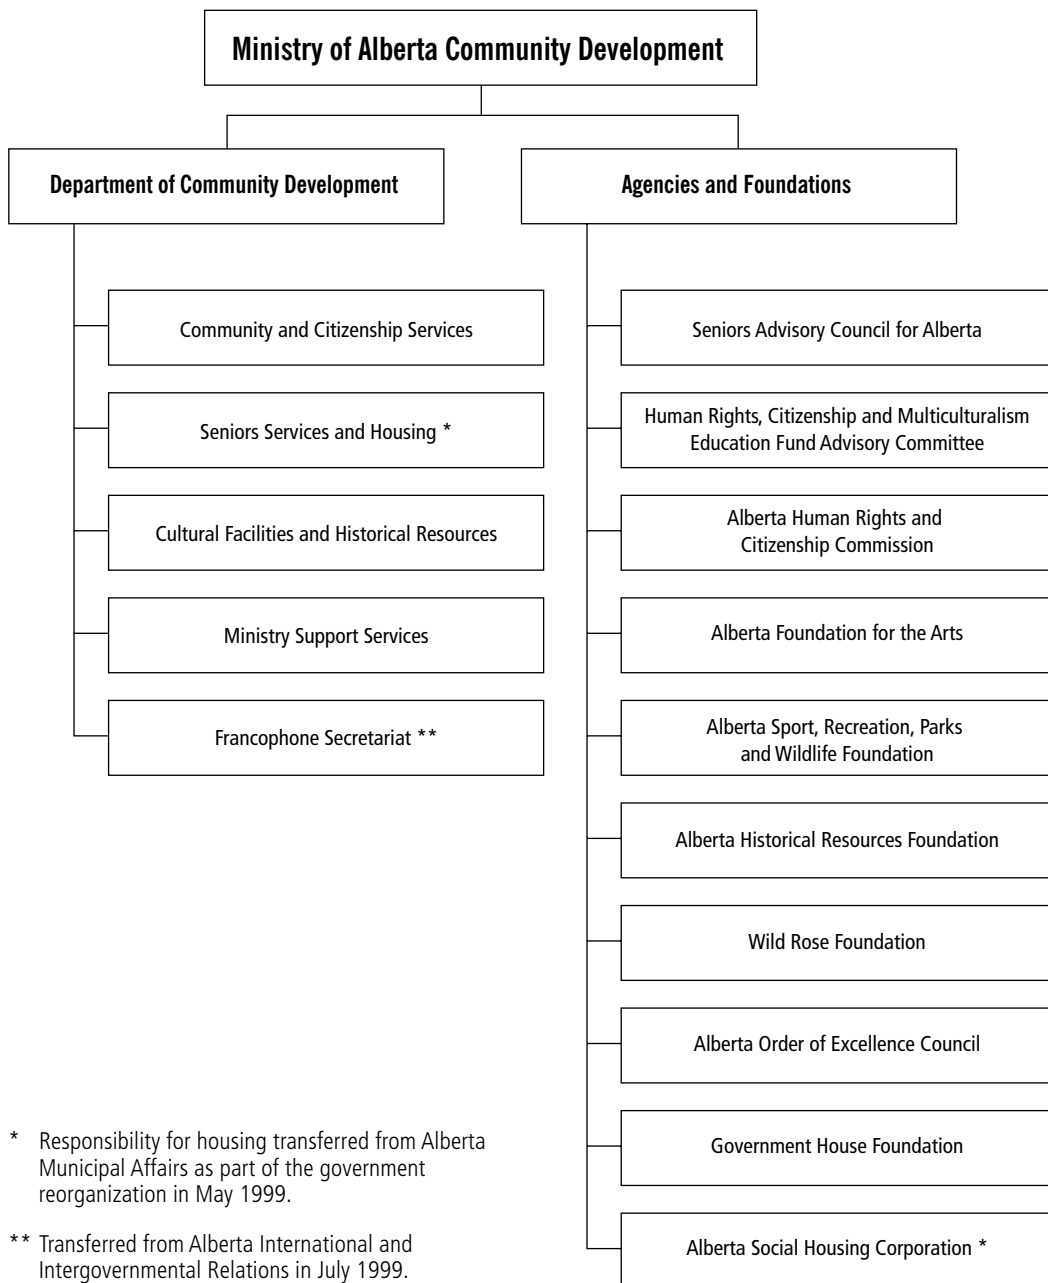 Ministry of Alberta Community Development
Department of Community Development
Community and Citizenship Services
Seniors Services and Housing *
Cultural Facilities and Historical Resources
Ministry Support Services
Francophone Secretariat **
Agencies and Foundations
Seniors Advisory Council for Alberta
Human Rights, Citizenship and Multiculturalism
Education Fund Advisory Committee
Alberta Human Rights and
Citizenship Commission
Alberta Foundation for the Arts
Alberta Sport, Recreation, Parks
and Wildlife Foundation
Alberta Historical Resources Foundation
Wild Rose Foundation
Alberta Order of Excellence Council
Government House Foundation
Alberta Social Housing Corporation *
* Responsibility for housing transferred from Alberta
Municipal Affairs as part of the government
reorganization in May 1999.
** Transferred from Alberta International and
Intergovernmental Relations in July 1999.